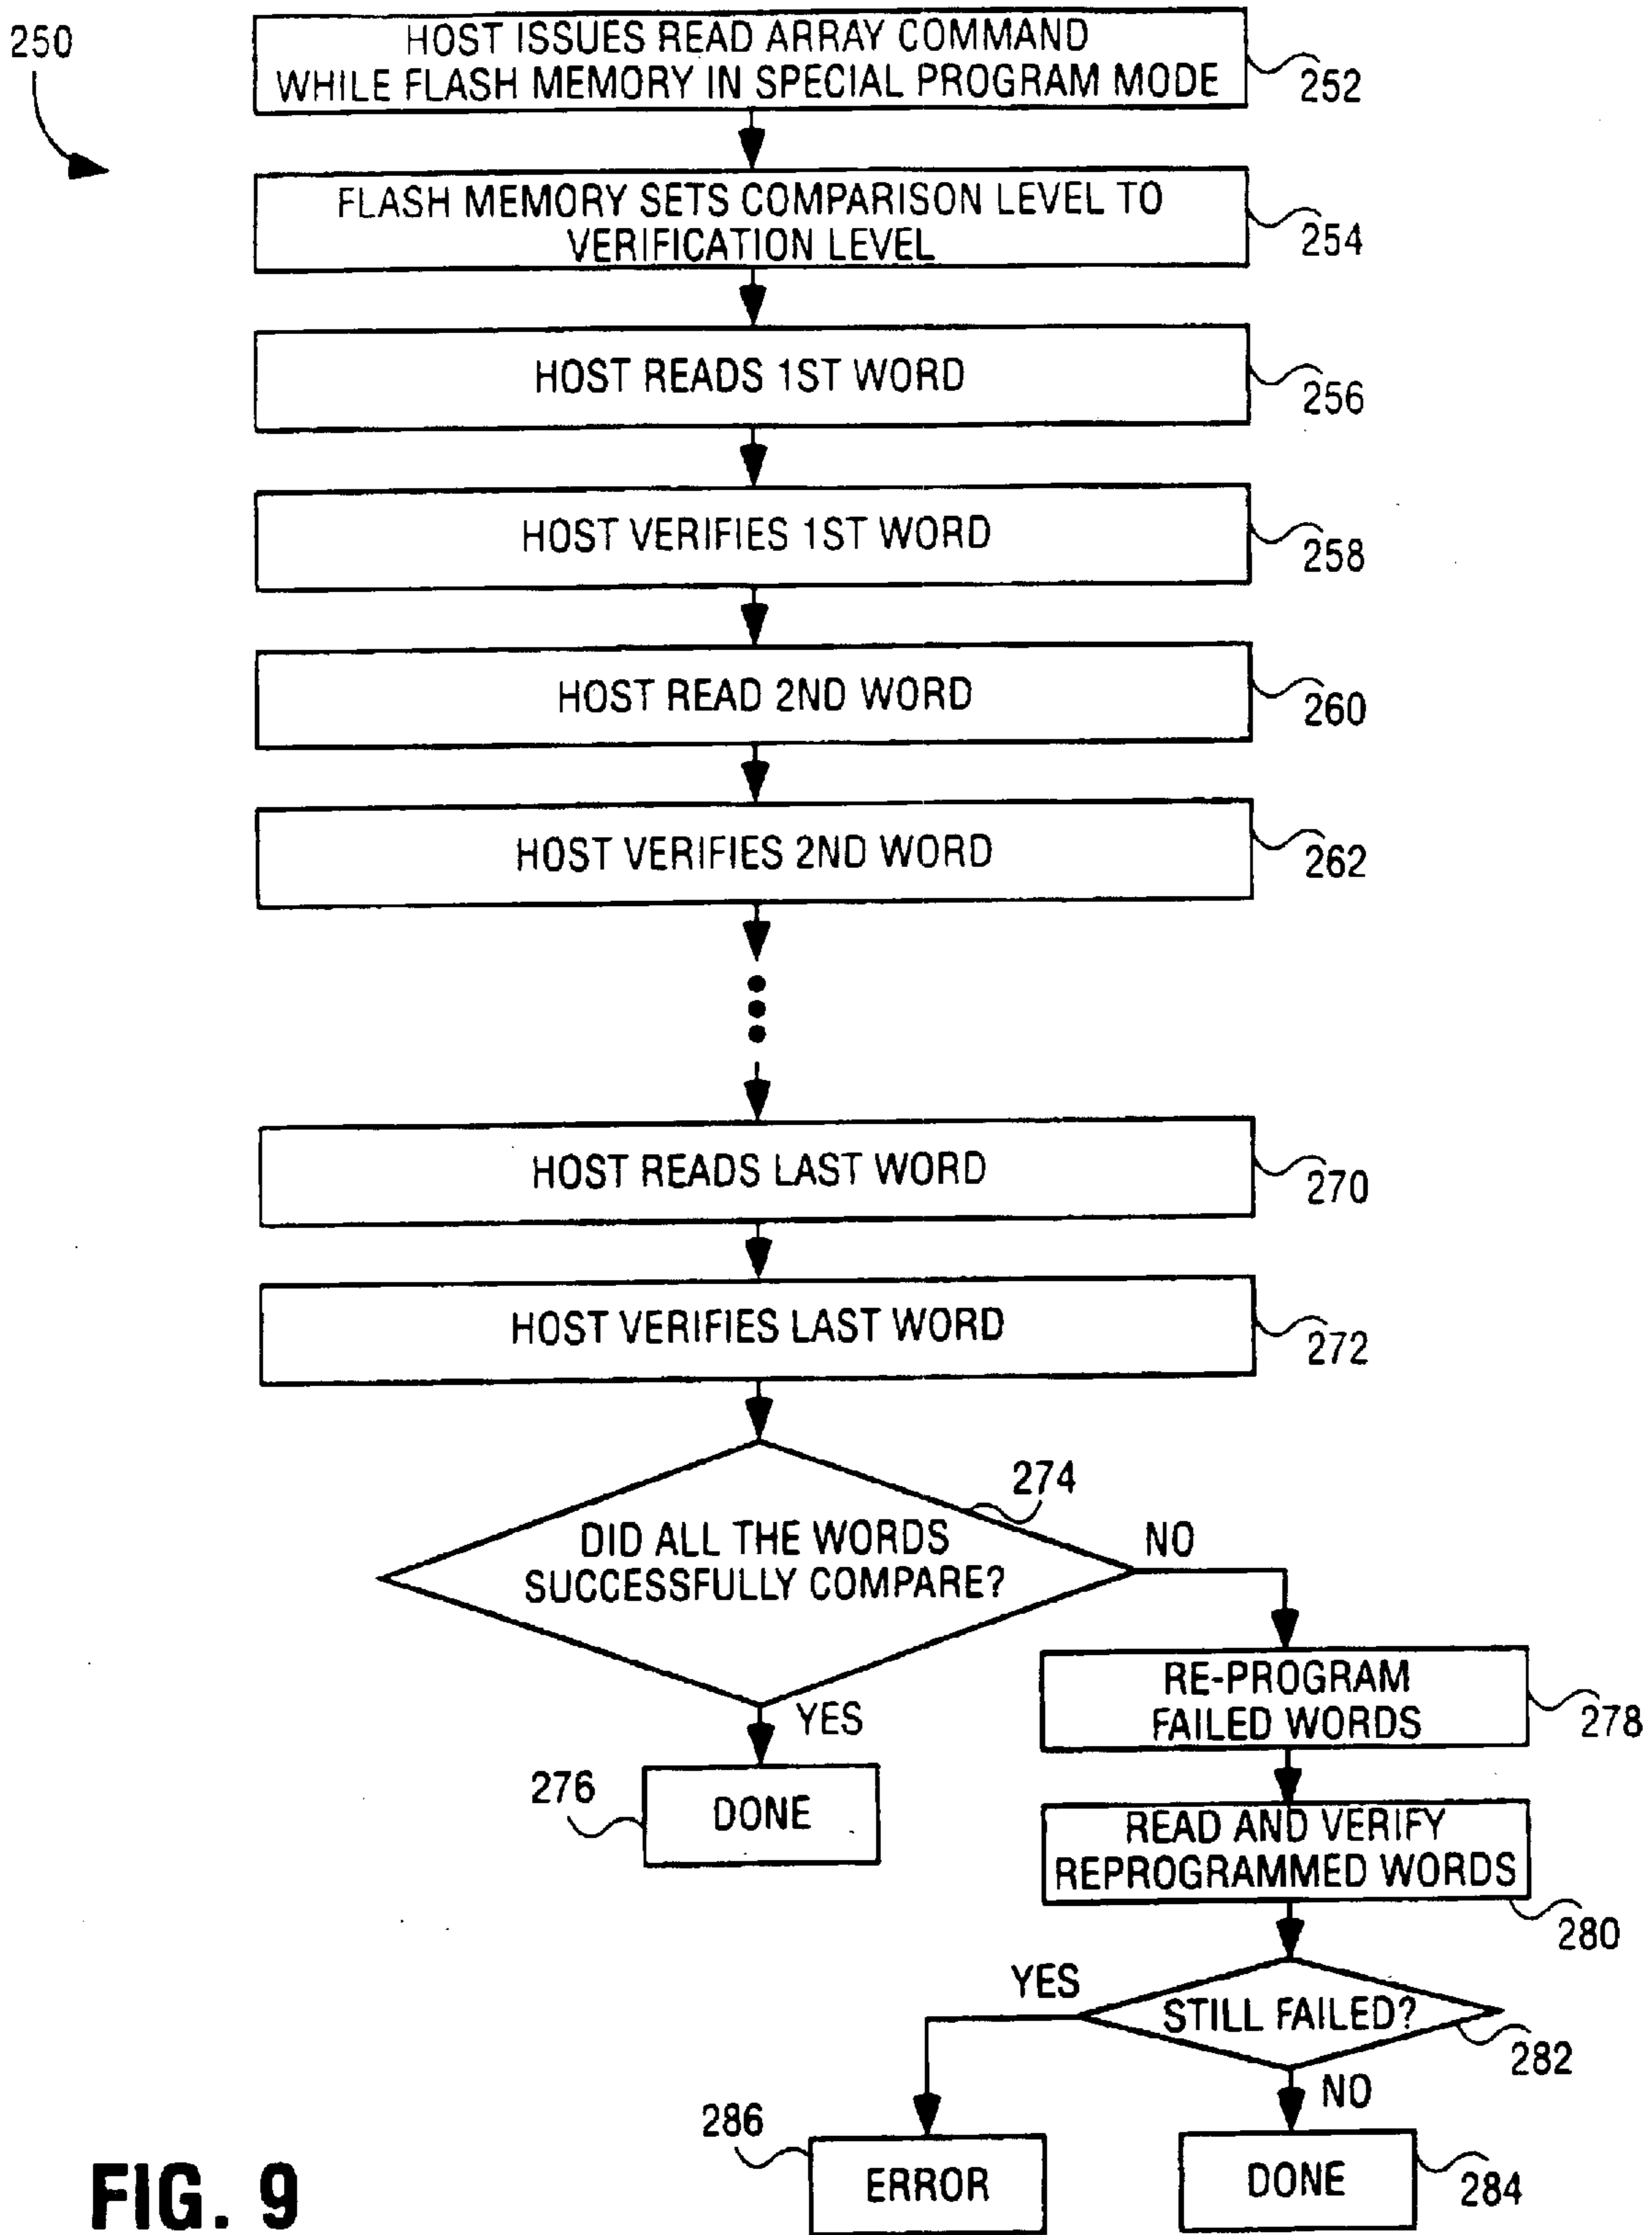 250
HOST ISSUES READ ARRAY COMMAND
WHILE FLASH MEMORY IN SPECIAL PROGRAM MODE
252
FLASH MEMORY SETS COMPARISON LEVEL TO
VERIFICATION LEVEL
254
HOST READS 1ST WORD
256
HOST VERIFIES 1ST WORD
258
HOST READ 2ND WORD
260
HOST VERIFIES 2ND WORD
262
HOST READS LAST WORD
270
HOST VERIFIES LAST WORD
272
274
DID ALL THE WORDS
SUCCESSFULLY COMPARE?
NO
YES
RE-PROGRAM
FAILED WORDS
278
276
DONE
READ AND VERIFY
REPROGRAMMED WORDS
280
YES
STILL FAILED?
282
NO
286
ERROR
DONE
284
FIG. 9